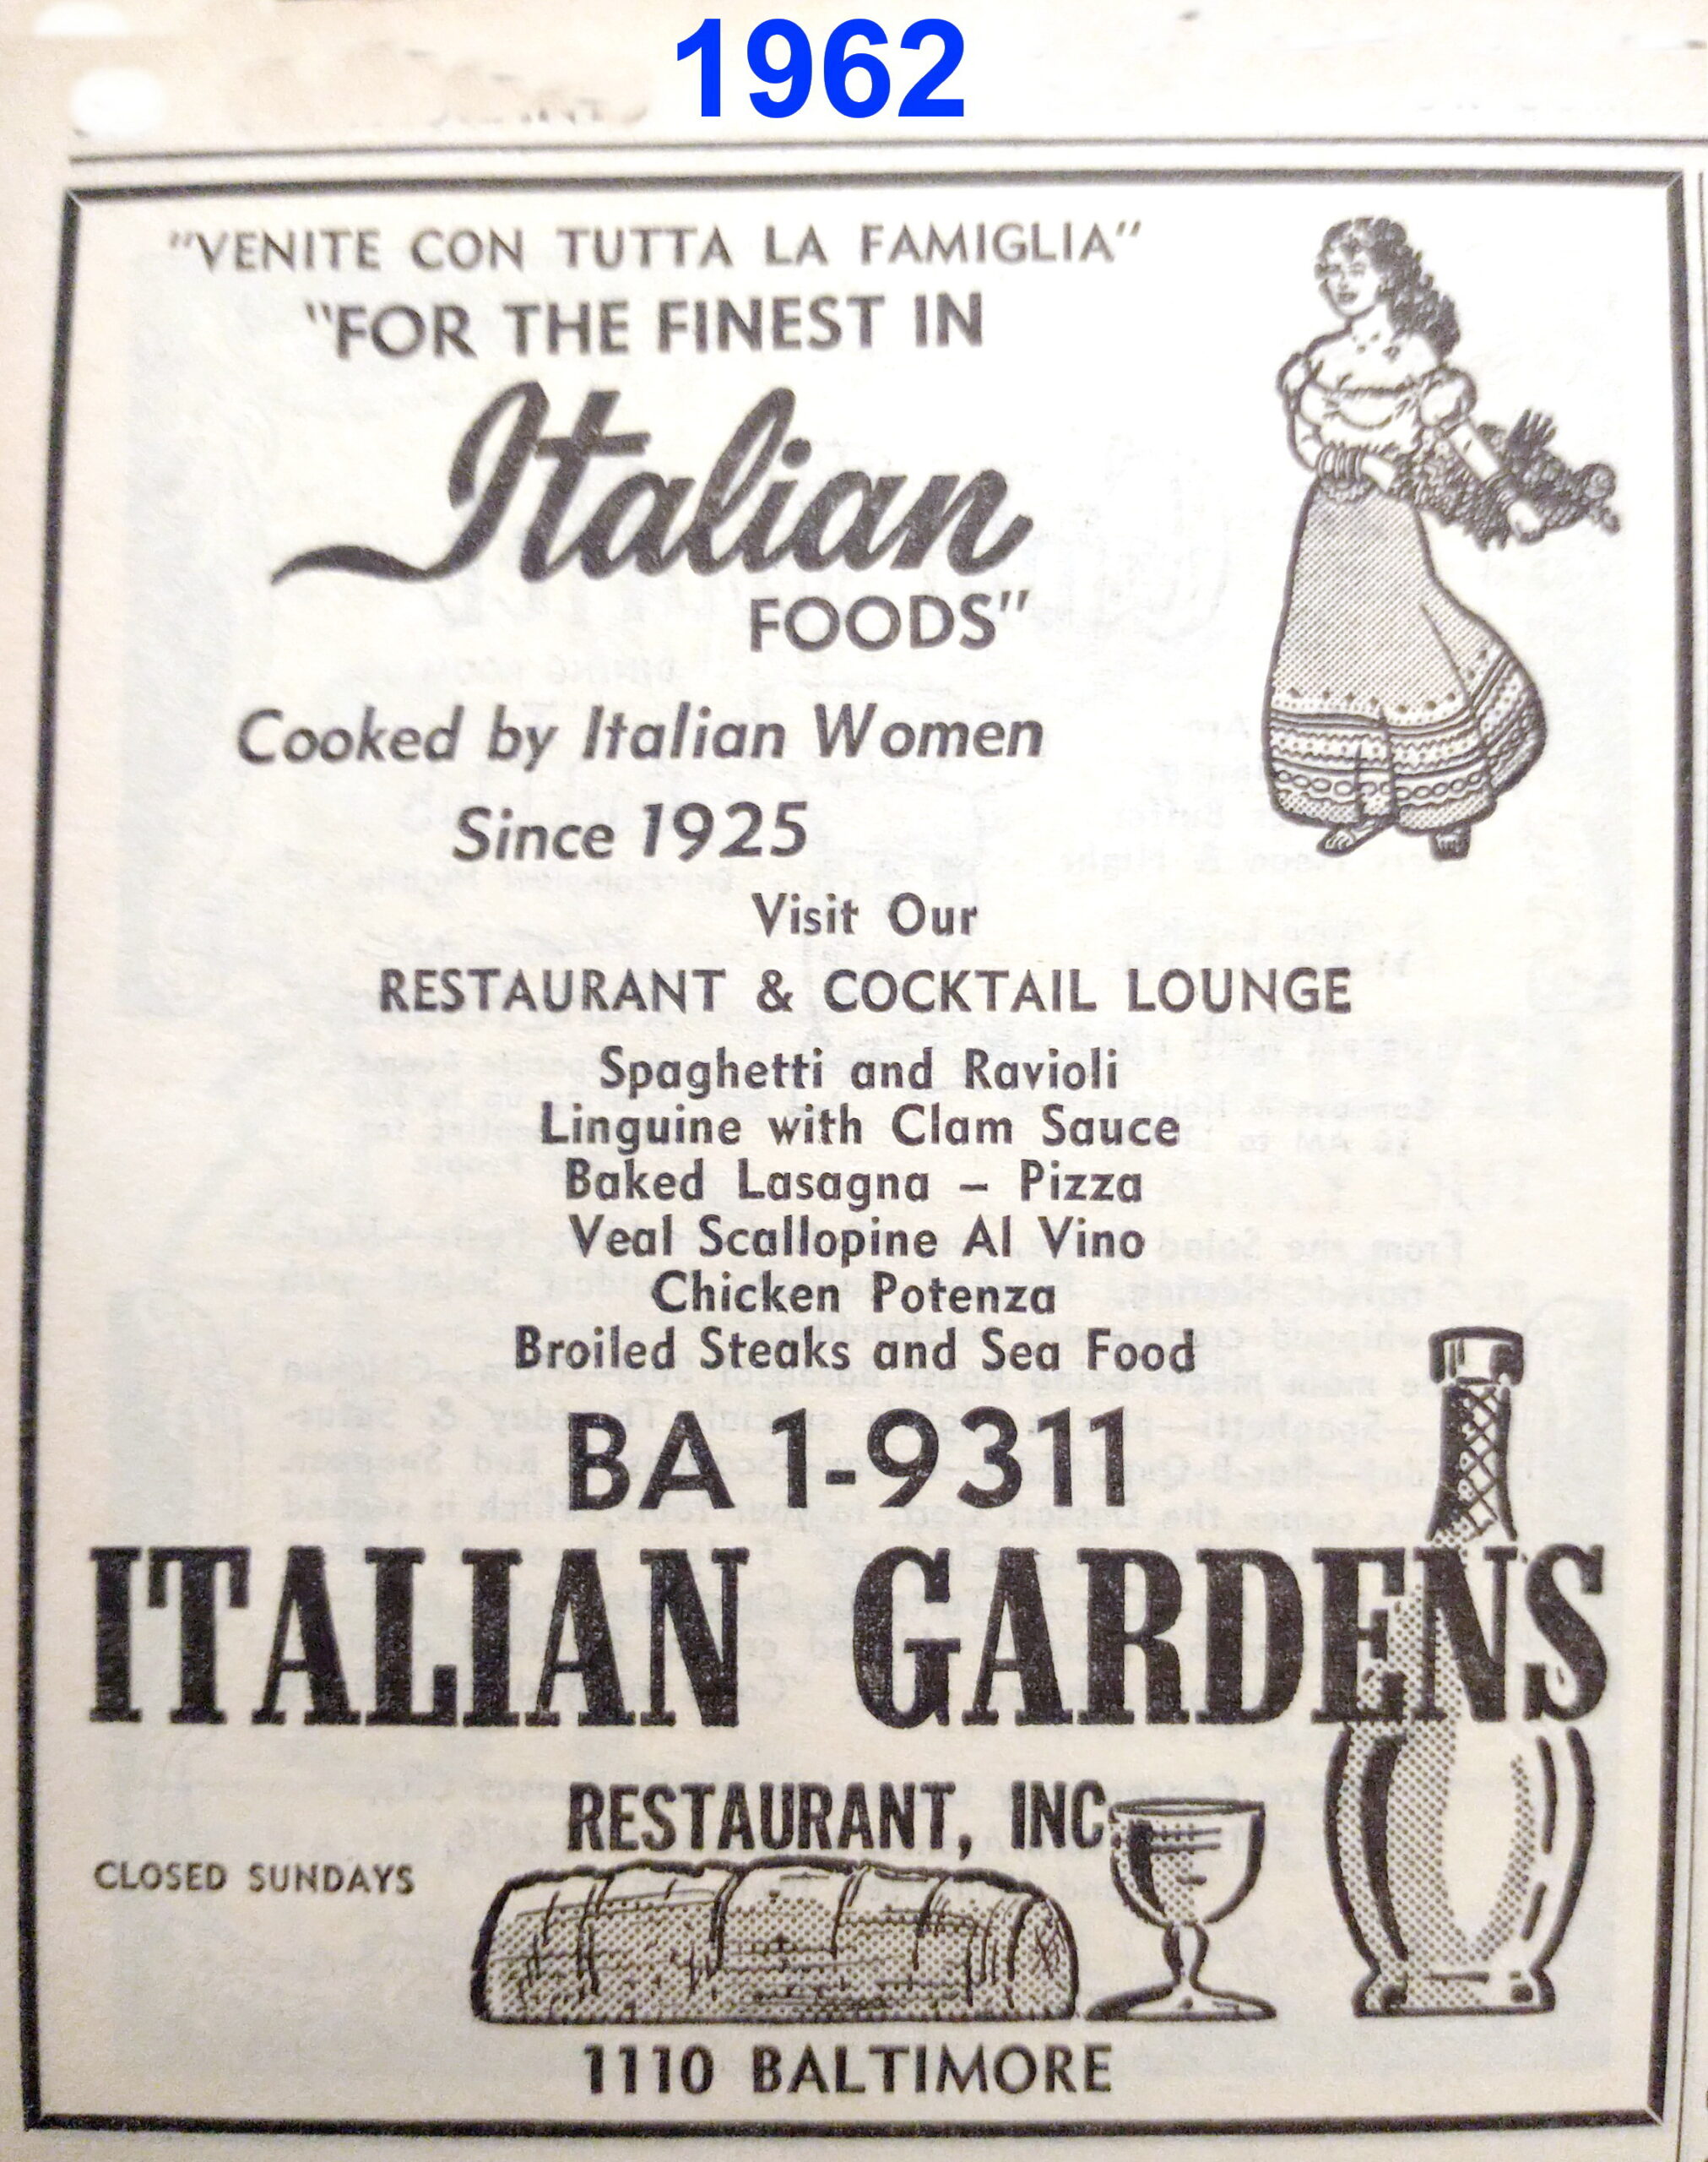 1962
"VENITE CON TUTTA LA FAMIGLIA"
"FOR THE FINEST IN
Italian
FOODS"
Cooked by Italian Women
Since 1925
Visit Our
RESTAURANT & COCKTAIL LOUNGE
Spaghetti and Ravioli
Linguine with Clam Sauce
Baked Lasagna – Pizza
Veal Scallopine Al Vino
Chicken Potenza
Broiled Steaks and Sea Food
BA 1-9311
ITALIAN GARDENS
RESTAURANT, INC.
CLOSED SUNDAYS
1110 BALTIMORE